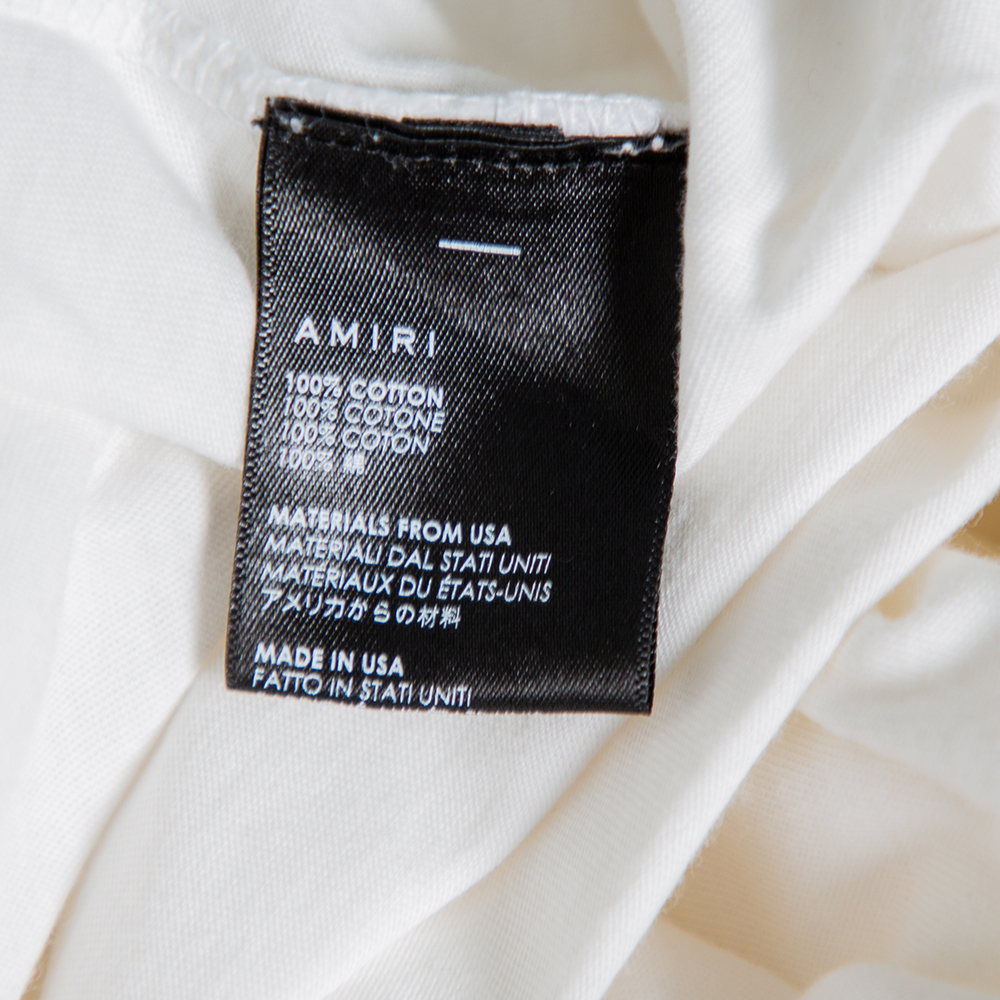 AMIRI
100% COTTON
100% COTONE
100% COTON
100% 綿
MATERIALS FROM USA
MATERIALI DAL STATI UNITI
MATERIAUX DU ÉTATS-UNIS
アメリカからの材料
MADE IN USA
FATTO IN STATI UNITI